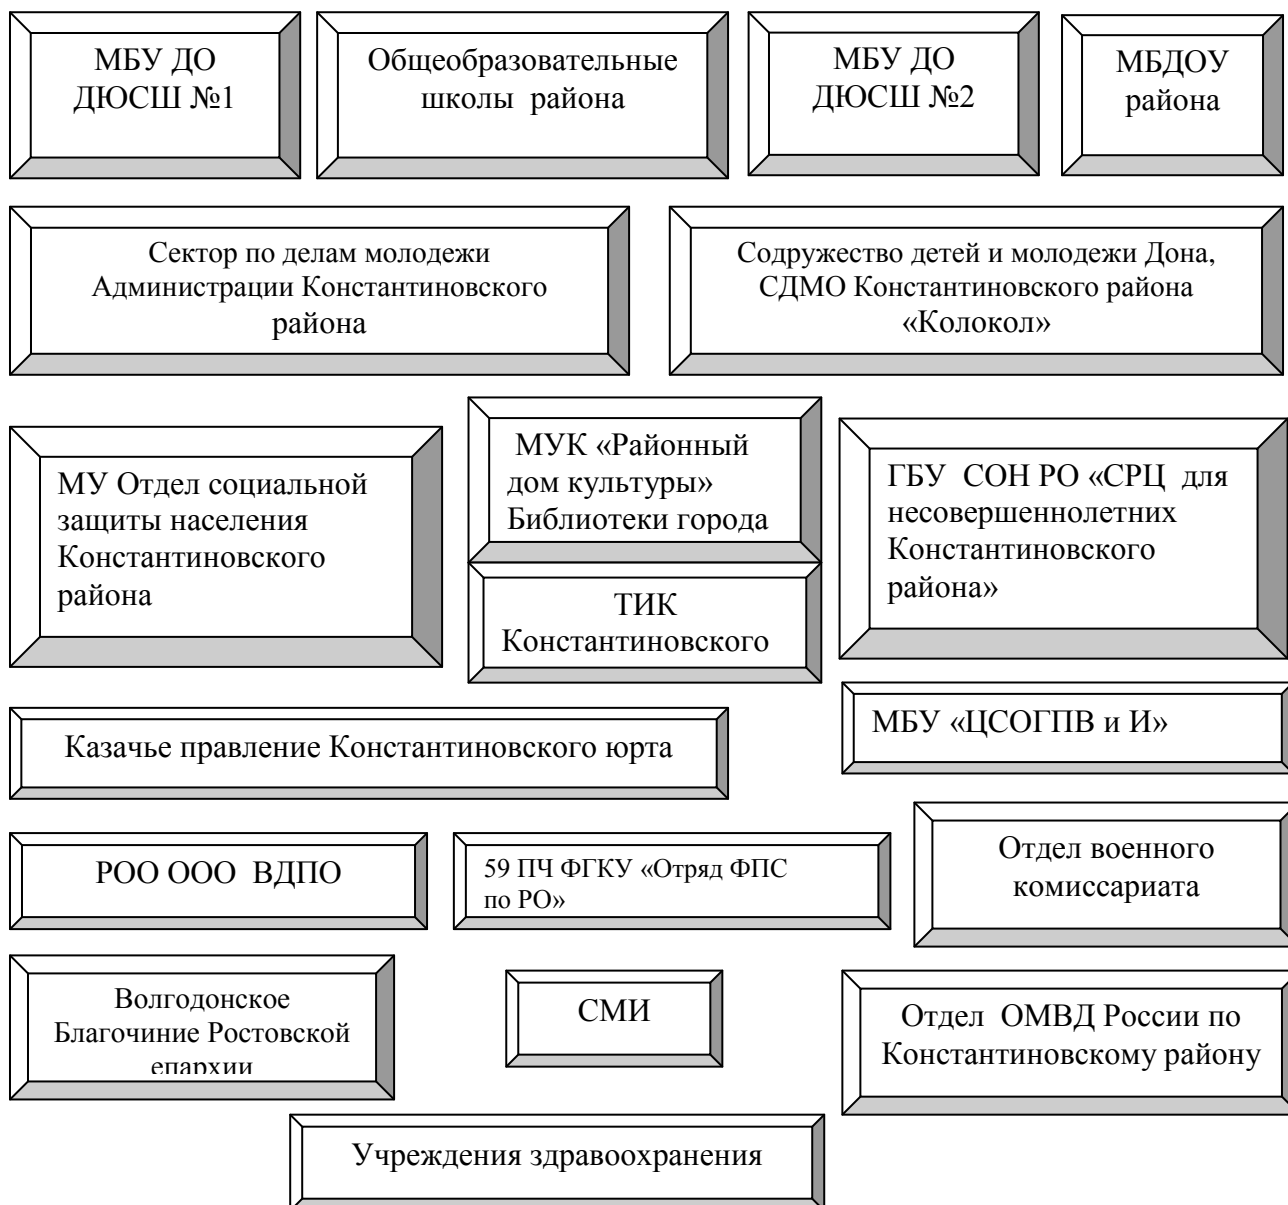 МБУ ДО
ДЮСШ №1
Общеобразовательные
школы района
МБУ ДО
ДЮСШ №2
МБДОУ
района
Сектор по делам молодежи
Администрации Константиновского
района
Содружество детей и молодежи Дона,
СДМО Константиновского района
«Колокол»
МУ Отдел социальной
защиты населения
Константиновского
района
МУК «Районный
дом культуры»
Библиотеки города
ТИК
Константиновского
ГБУ СОН РО «СРЦ для
несовершеннолетних
Константиновского
района»
МБУ «ЦСОГПВ и И»
Казачье правление Константиновского юрта
РОО ООО ВДПО
59 ПЧ ФГКУ «Отряд ФПС
по РО»
Отдел военного
комиссариата
Волгодонское
Благочиние Ростовской
епархии
СМИ
Отдел ОМВД России по
Константиновскому району
Учреждения здравоохранения